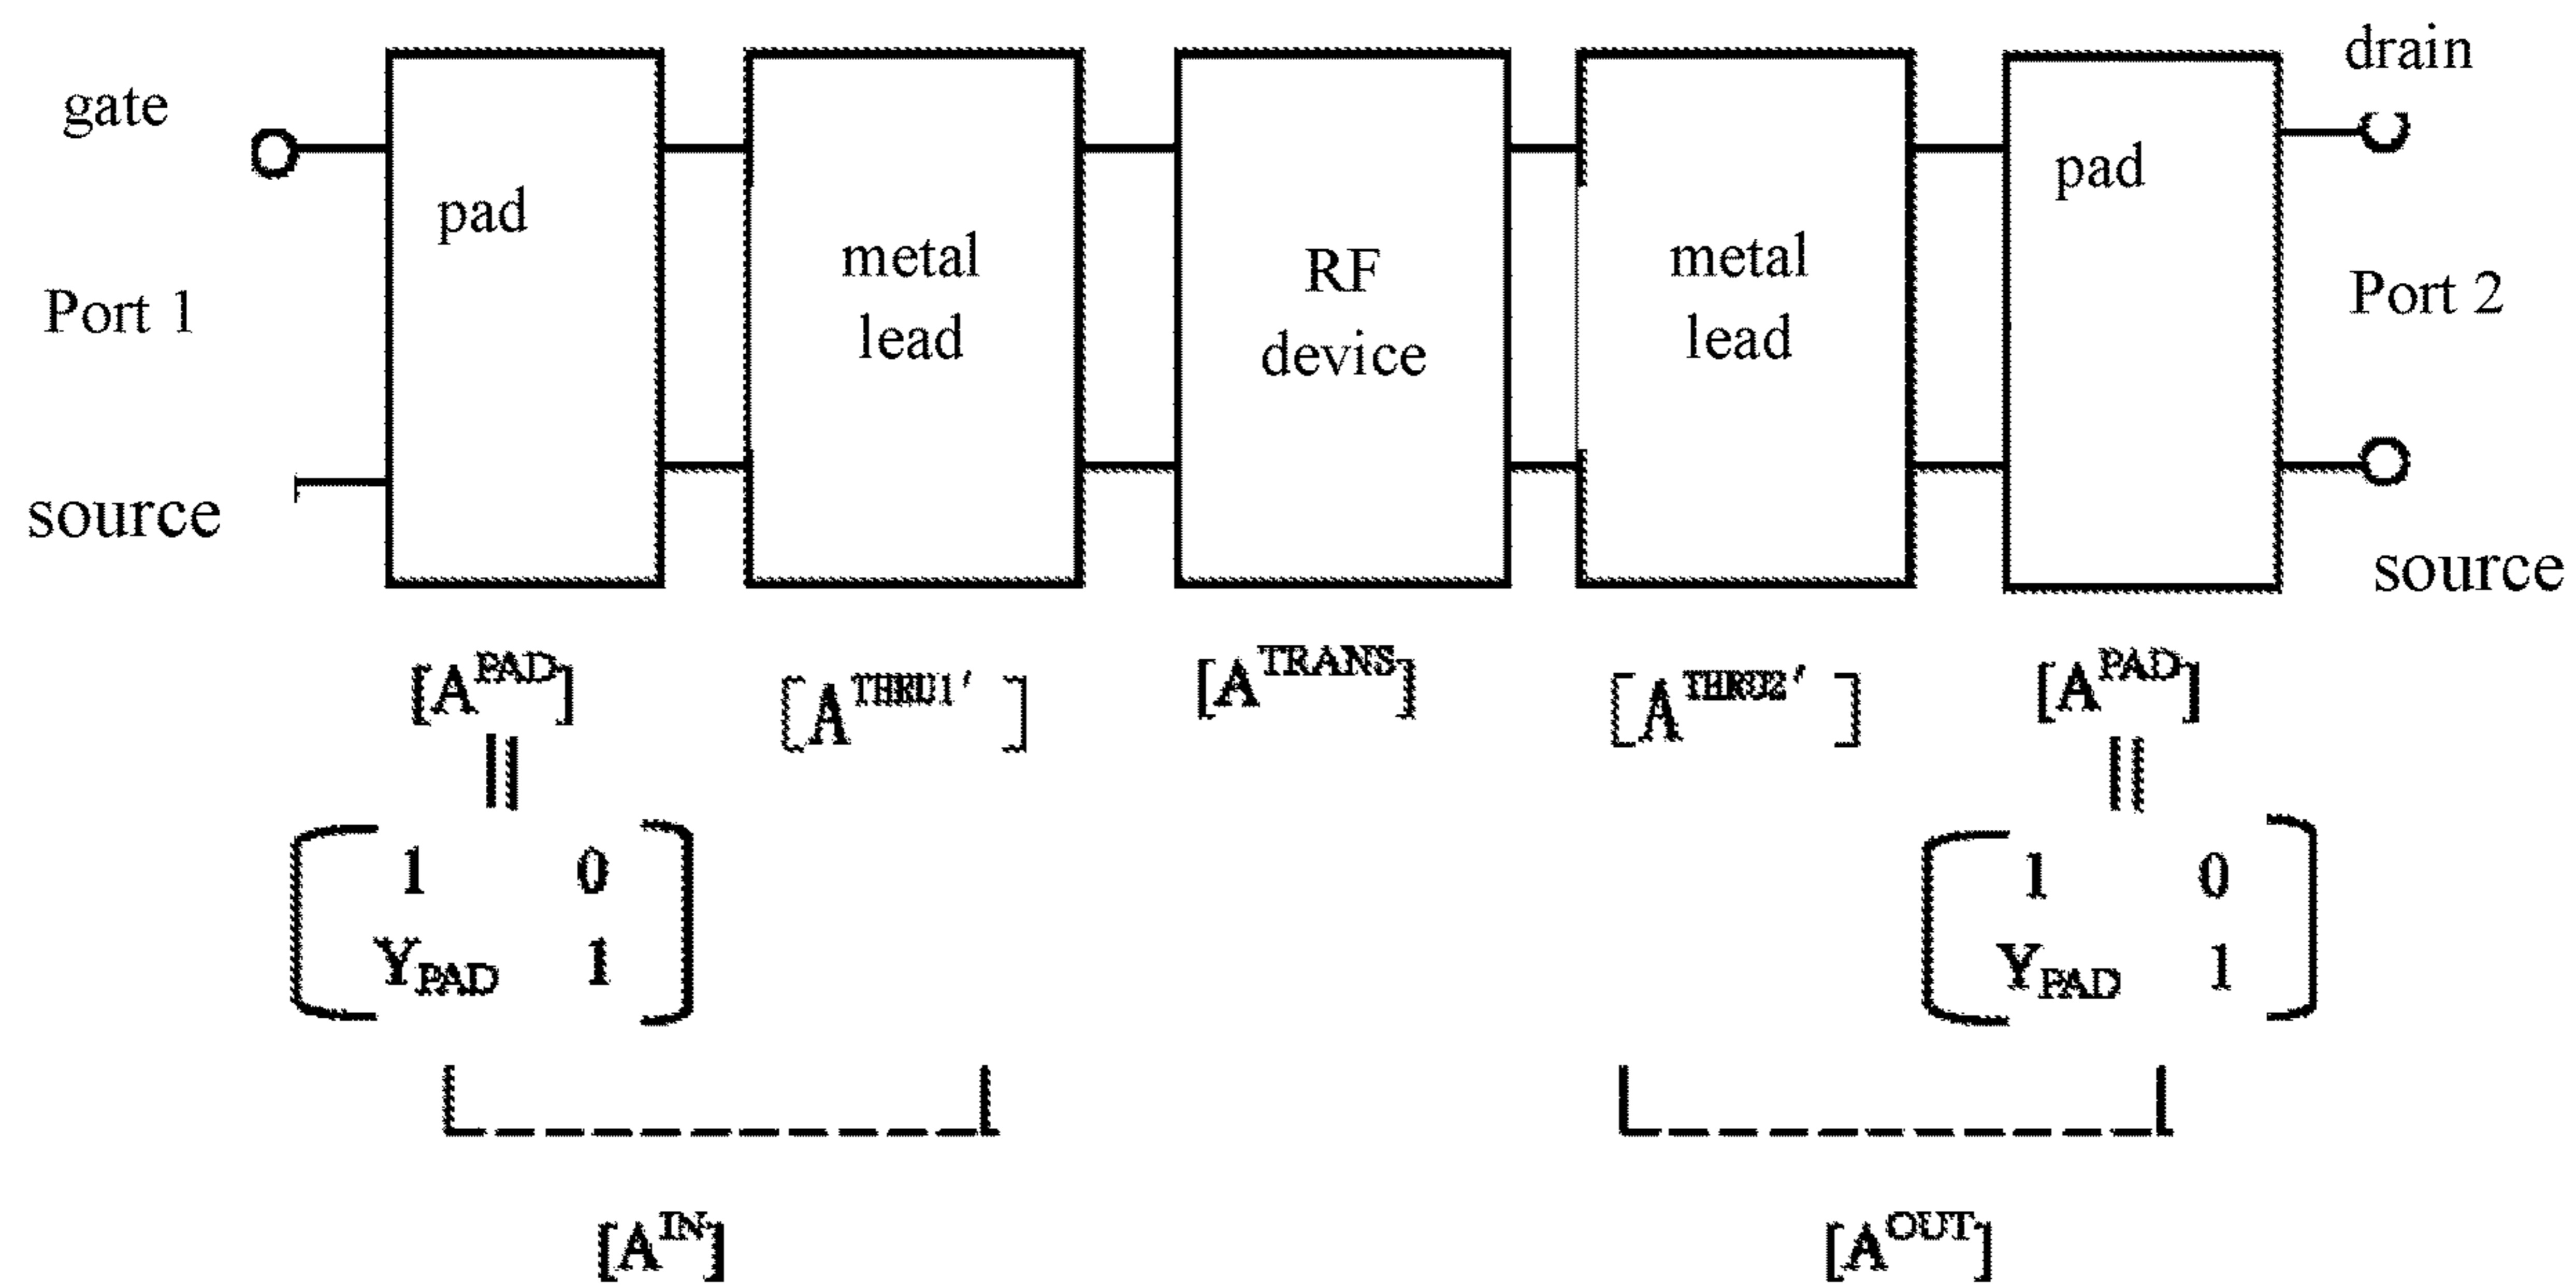 gate
Port 1
source
pad
metal
lead
RF
device
metal
lead
pad
drain
Port 2
source
[A^PAD]
[A^THRU1′]
[A^TRANS]
[A^THRU2′]
[A^PAD]
1 0
Y_PAD 1
1 0
Y_PAD 1
[A^IN]
[A^OUT]